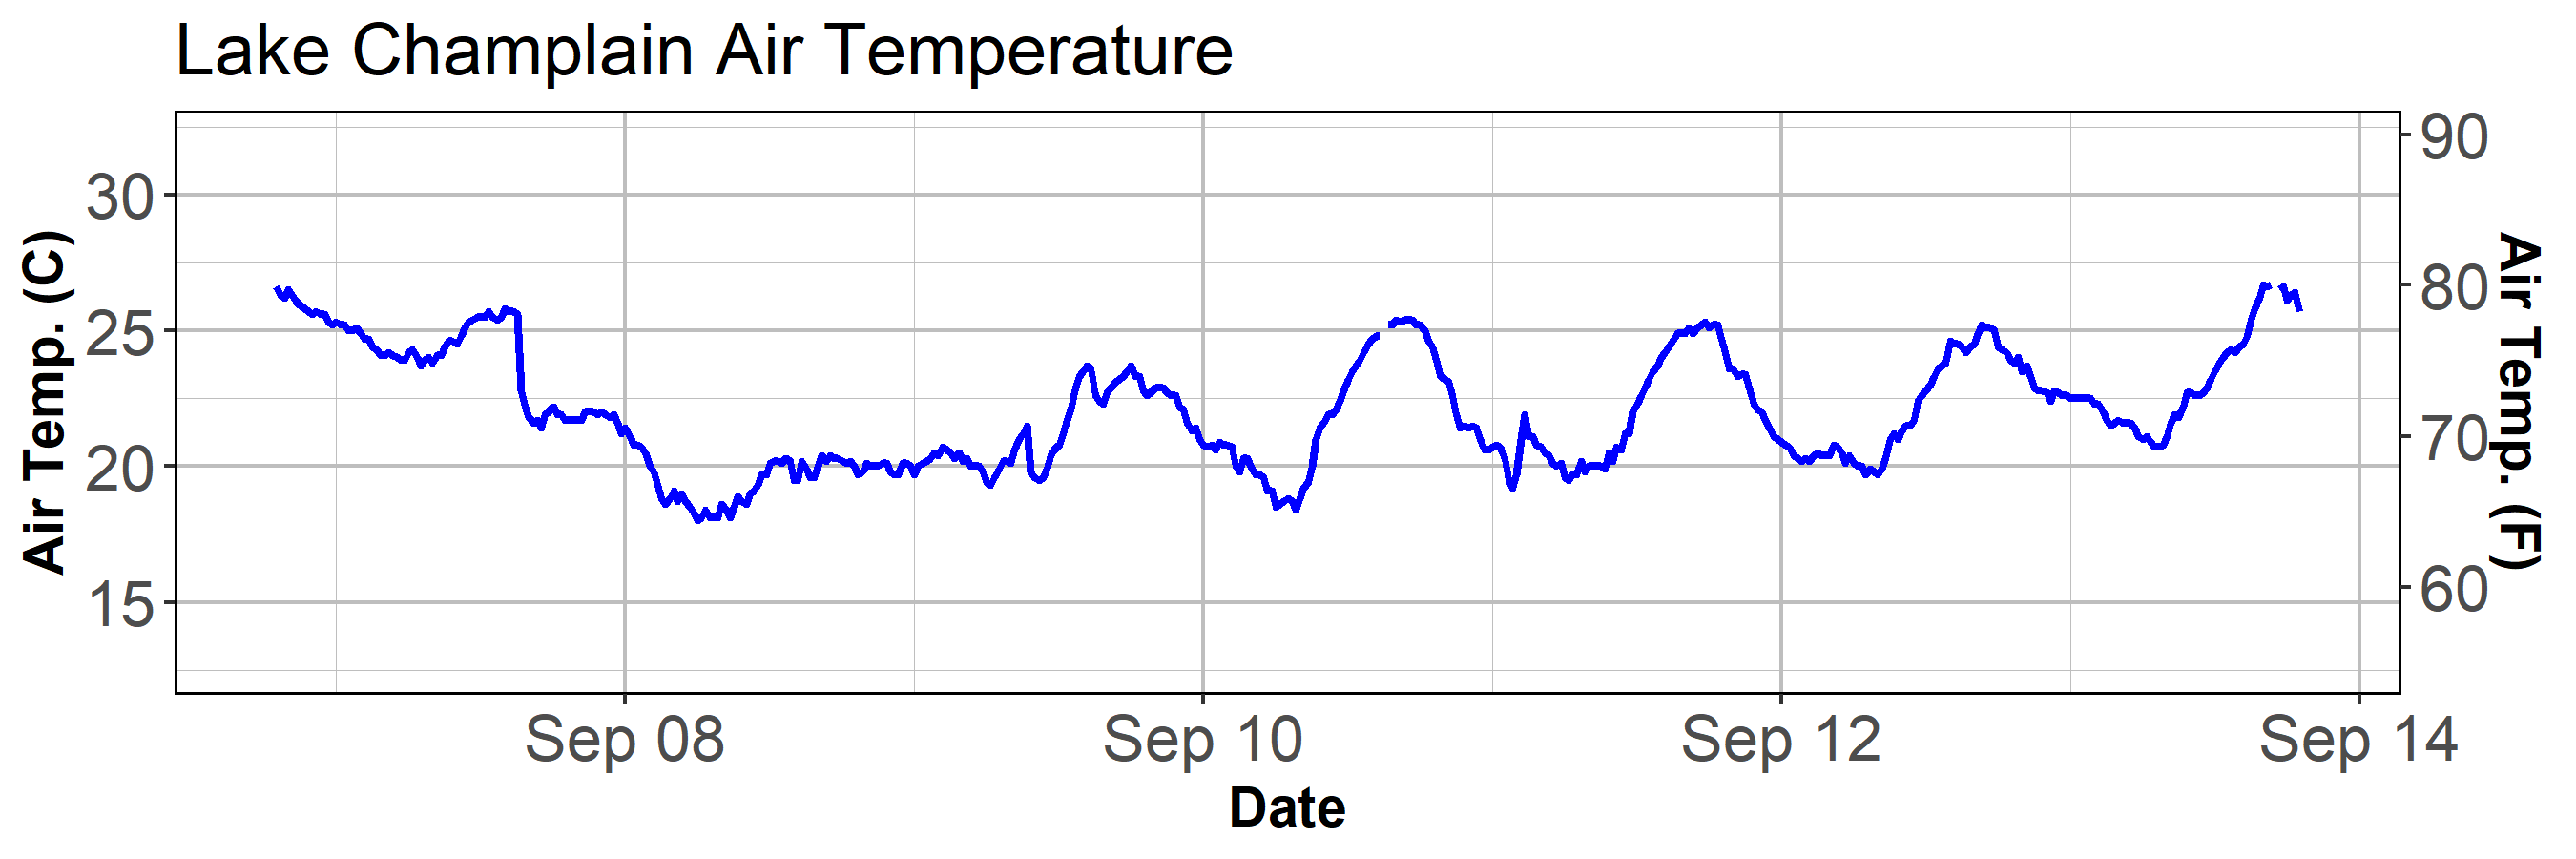 Lake Champlain Air Temperature
Air Temp. (C)
30
25
20
15
90
80
70
60
Air Temp. (F)
Sep 08
Sep 10
Sep 12
Sep 14
Date